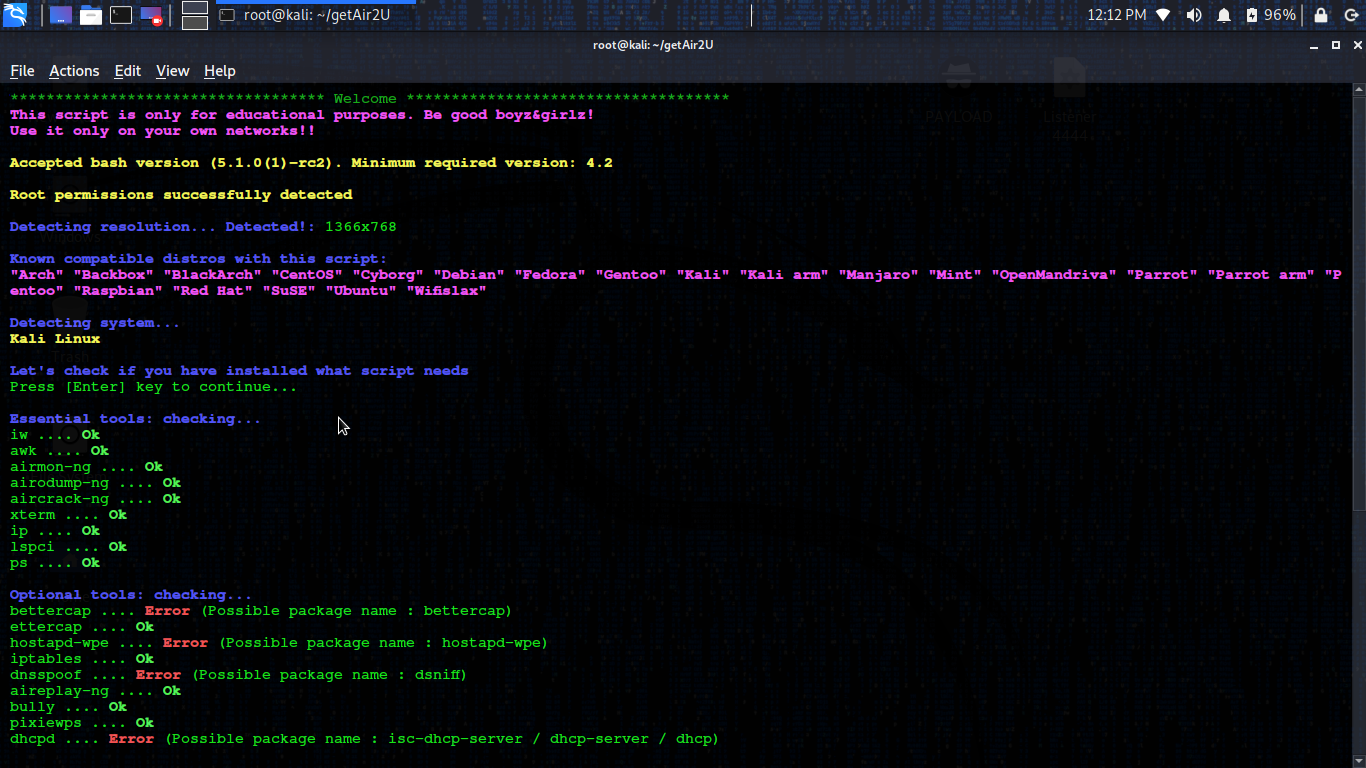 root@kali: ~/getAir2U
12:12 PM
96%
root@kali: ~/getAir2U
File Actions Edit View Help
*********************************** Welcome ************************************
This script is only for educational purposes. Be good boyz&girlz!
Use it only on your own networks!!
Accepted bash version (5.1.0(1)-rc2). Minimum required version: 4.2
Root permissions successfully detected
Detecting resolution... Detected!: 1366x768
Known compatible distros with this script:
"Arch" "Backbox" "BlackArch" "CentOS" "Cyborg" "Debian" "Fedora" "Gentoo" "Kali" "Kali arm" "Manjaro" "Mint" "OpenMandriva" "Parrot" "Parrot arm" "P
entoo" "Raspbian" "Red Hat" "SuSE" "Ubuntu" "Wifislax"
Detecting system...
Kali Linux
Let's check if you have installed what script needs
Press [Enter] key to continue...
Essential tools: checking...
iw .... Ok
awk .... Ok
airmon-ng .... Ok
airodump-ng .... Ok
aircrack-ng .... Ok
xterm .... Ok
ip .... Ok
lspci .... Ok
ps .... Ok
Optional tools: checking...
bettercap .... Error (Possible package name : bettercap)
ettercap .... Ok
hostapd-wpe .... Error (Possible package name : hostapd-wpe)
iptables .... Ok
dnsspoof .... Error (Possible package name : dsniff)
aireplay-ng .... Ok
bully .... Ok
pixiewps .... Ok
dhcpd .... Error (Possible package name : isc-dhcp-server / dhcp-server / dhcp)
PAYLOAD
Listener
4444
Trash